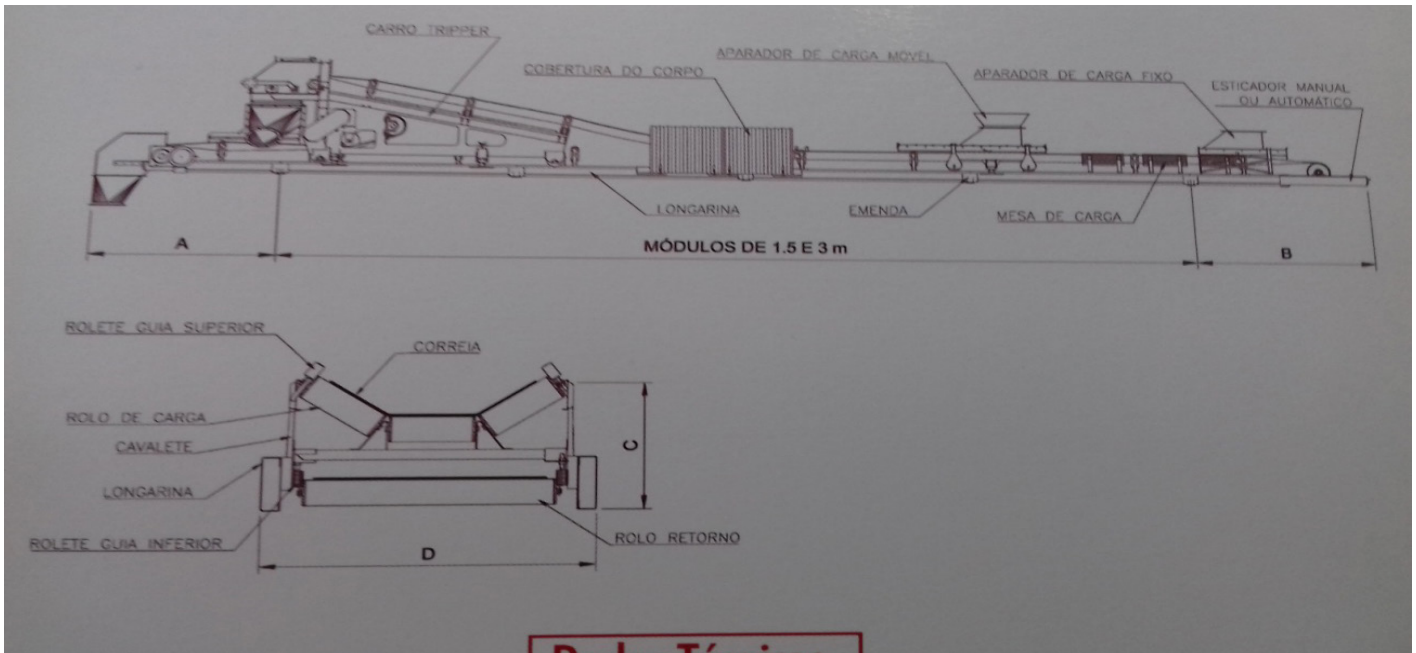 CARRO TRIPPER
COBERTURA DO CORPO
APARADOR DE CARGA MÓVEL
APARADOR DE CARGA FIXO
ESTICADOR MANUAL
OU AUTOMÁTICO
LONGARINA
EMENDA
MESA DE CARGA
A
MÓDULOS DE 1.5 E 3 m
B
ROLETE GUIA SUPERIOR
CORREIA
ROLO DE CARGA
CAVALETE
C
LONGARINA
ROLETE GUIA INFERIOR
ROLO RETORNO
D